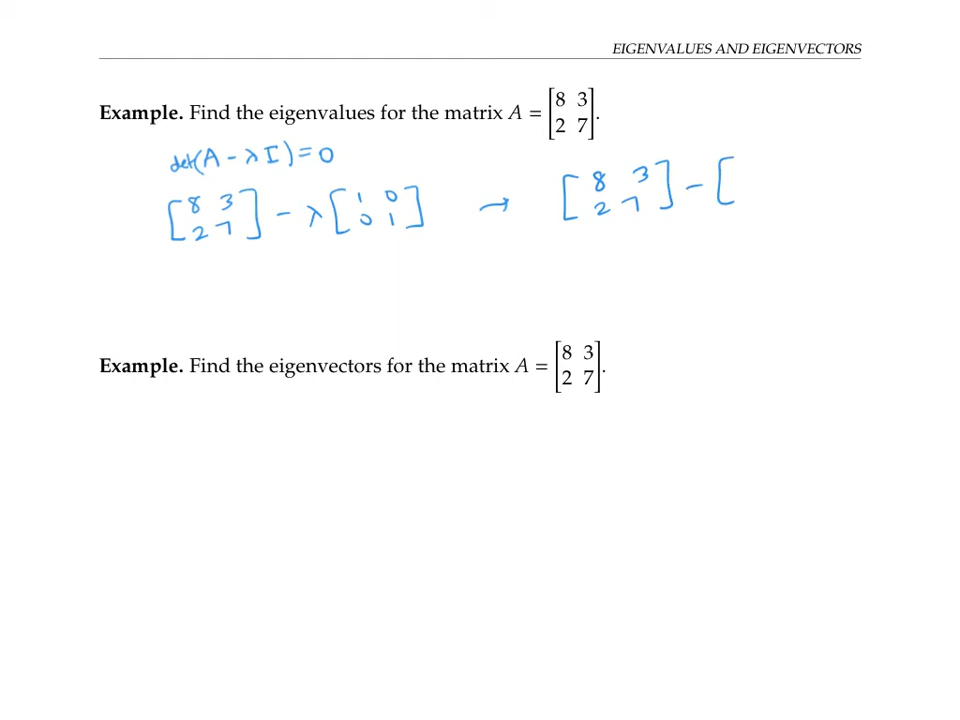 EIGENVALUES AND EIGENVECTORS
Example. Find the eigenvalues for the matrix A = [8 3; 2 7].
det(A - λI) = 0
[8 3; 2 7] - λ[1 0; 0 1] → [8 3; 2 7] - [
Example. Find the eigenvectors for the matrix A = [8 3; 2 7].